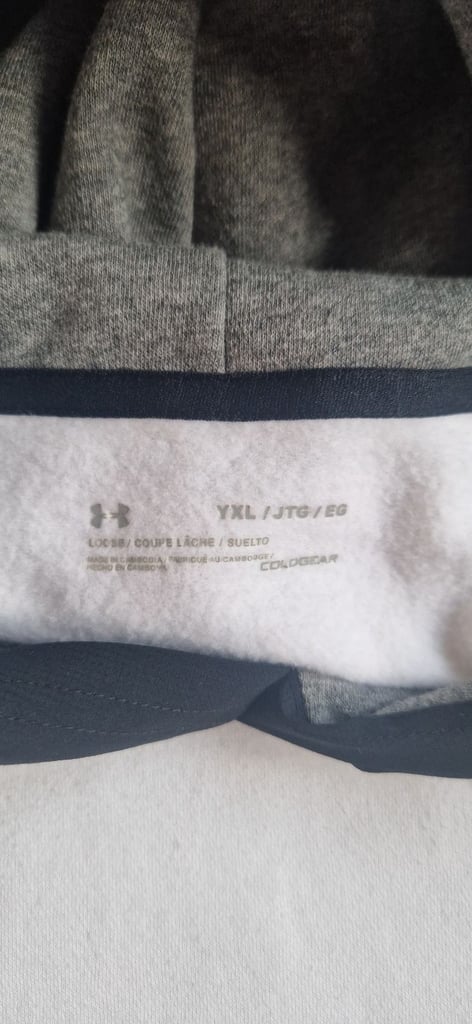 YXL / JTG / EG
LOOSE / COUPE LÂCHE / SUELTO
MADE IN CAMBODIA / FABRIQUÉ AU CAMBODGE /
HECHO EN CAMBOYA
COLDGEAR